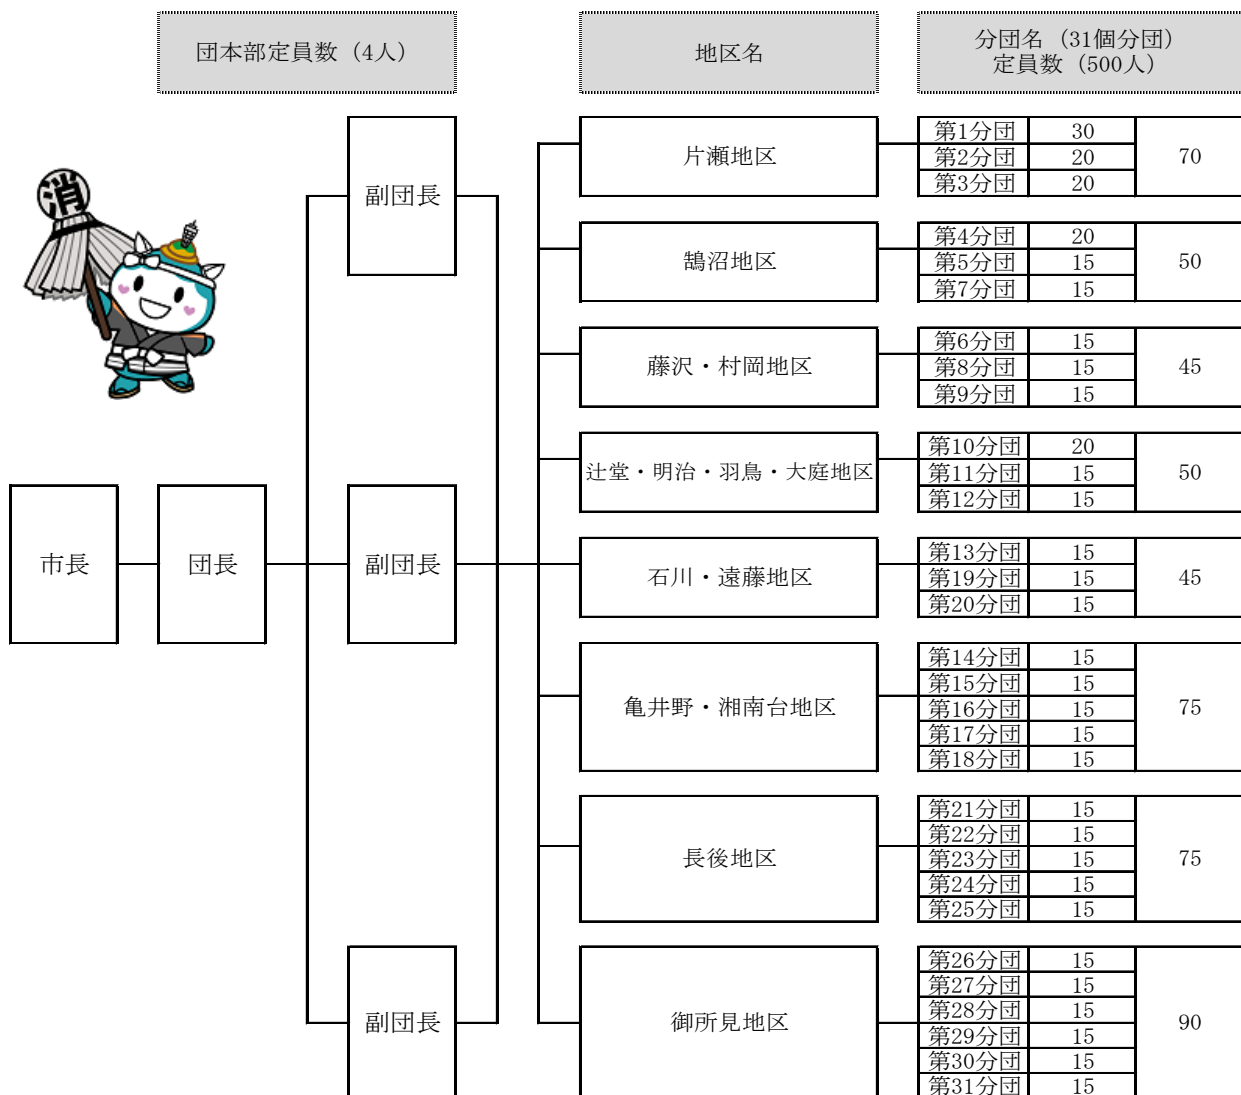 団本部定員数（4人）
地区名
分団名（31個分団）
定員数（500人）
消
市長
団長
副団長
副団長
副団長
片瀬地区
第1分団 30
第2分団 20
第3分団 20
70
鵠沼地区
第4分団 20
第5分団 15
第7分団 15
50
藤沢・村岡地区
第6分団 15
第8分団 15
第9分団 15
45
辻堂・明治・羽鳥・大庭地区
第10分団 20
第11分団 15
第12分団 15
50
石川・遠藤地区
第13分団 15
第19分団 15
第20分団 15
45
亀井野・湘南台地区
第14分団 15
第15分団 15
第16分団 15
第17分団 15
第18分団 15
75
長後地区
第21分団 15
第22分団 15
第23分団 15
第24分団 15
第25分団 15
75
御所見地区
第26分団 15
第27分団 15
第28分団 15
第29分団 15
第30分団 15
第31分団 15
90